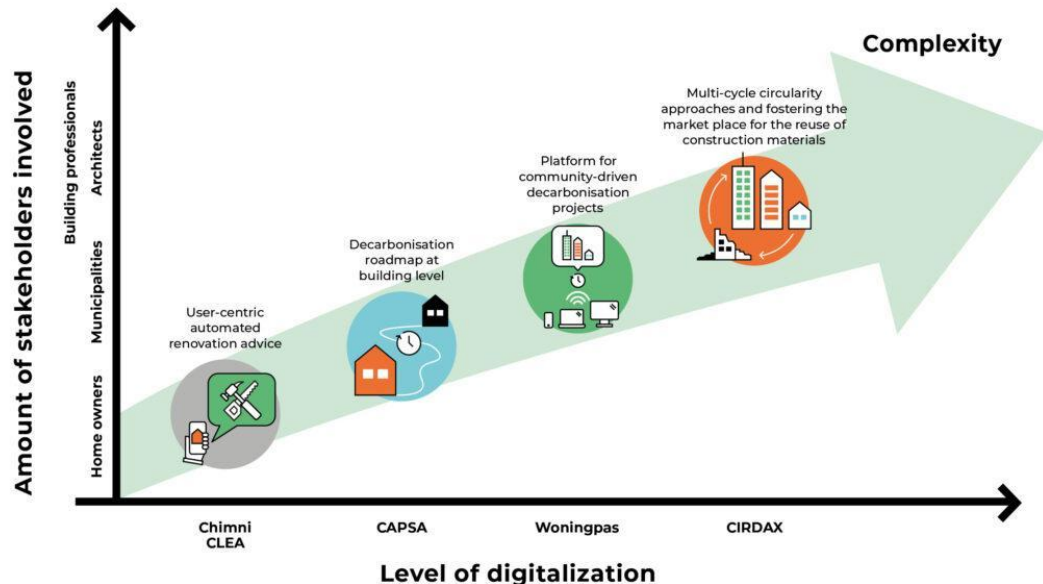 Complexity
Amount of stakeholders involved
Building professionals
Architects
Municipalities
Home owners
User-centric
automated
renovation advice
Decarbonisation
roadmap at
building level
Platform for
community-driven
decarbonisation
projects
Multi-cycle circularity
approaches and fostering the
market place for the reuse of
construction materials
Chimni
CLEA
CAPSA
Woningpas
CIRDAX
Level of digitalization